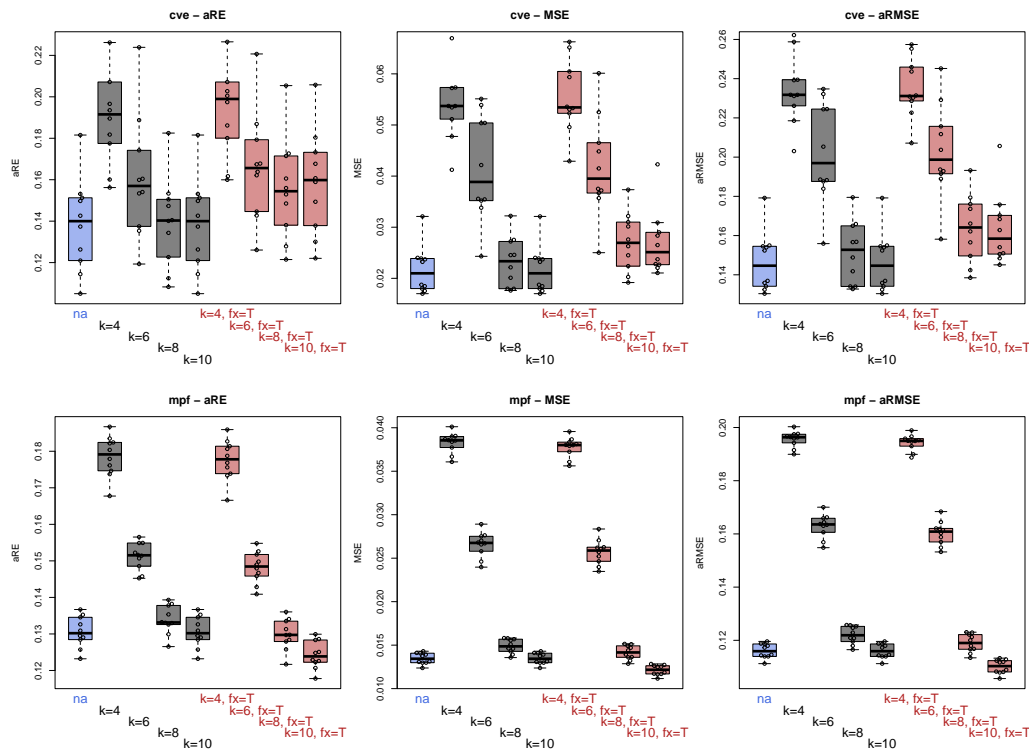 cve − aRE
aRE
0.12
0.14
0.16
0.18
0.20
0.22
na
k=4
k=6
k=8
k=10
k=4, fx=T
k=6, fx=T
k=8, fx=T
k=10, fx=T
cve − MSE
MSE
0.02
0.03
0.04
0.05
0.06
na
k=4
k=6
k=8
k=10
k=4, fx=T
k=6, fx=T
k=8, fx=T
k=10, fx=T
cve − aRMSE
aRMSE
0.14
0.16
0.18
0.20
0.22
0.24
0.26
na
k=4
k=6
k=8
k=10
k=4, fx=T
k=6, fx=T
k=8, fx=T
k=10, fx=T
mpf − aRE
aRE
0.12
0.13
0.14
0.15
0.16
0.17
0.18
na
k=4
k=6
k=8
k=10
k=4, fx=T
k=6, fx=T
k=8, fx=T
k=10, fx=T
mpf − MSE
MSE
0.010
0.015
0.020
0.025
0.030
0.035
0.040
na
k=4
k=6
k=8
k=10
k=4, fx=T
k=6, fx=T
k=8, fx=T
k=10, fx=T
mpf − aRMSE
aRMSE
0.12
0.14
0.16
0.18
0.20
na
k=4
k=6
k=8
k=10
k=4, fx=T
k=6, fx=T
k=8, fx=T
k=10, fx=T